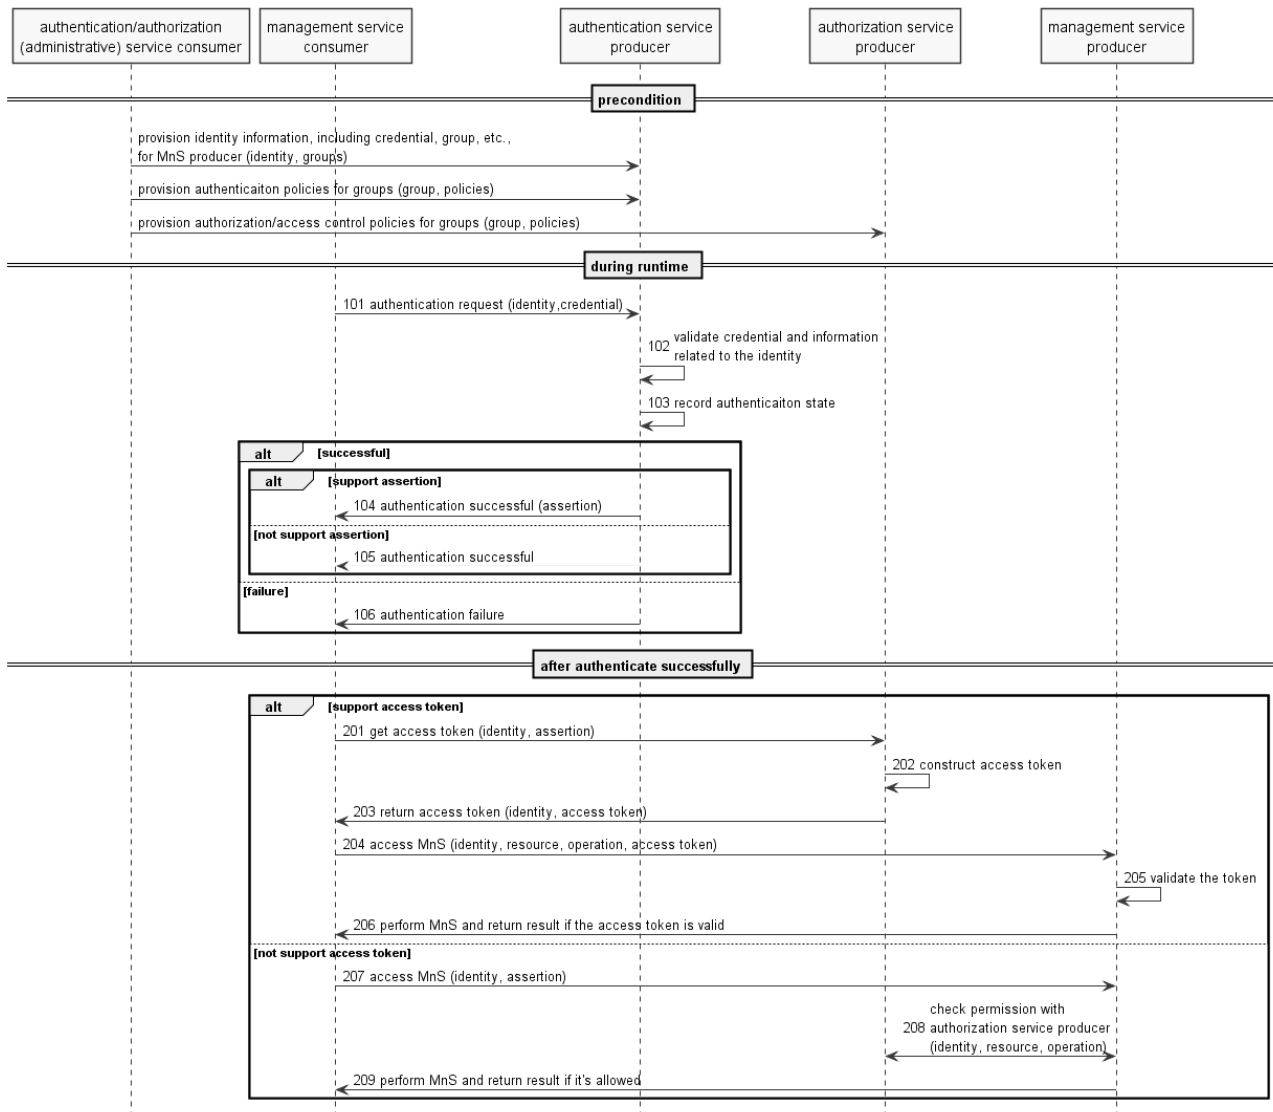 authentication/authorization
(administrative) service consumer
management service
consumer
authentication service
producer
authorization service
producer
management service
producer
precondition
provision identity information, including credential, group, etc.,
for MnS producer (identity, groups)
provision authenticaiton policies for groups (group, policies)
provision authorization/access control policies for groups (group, policies)
during runtime
101 authentication request (identity,credential)
102 validate credential and information
related to the identity
103 record authenticaiton state
alt [successful]
alt [support assertion]
104 authentication successful (assertion)
[not support assertion]
105 authentication successful
[failure]
106 authentication failure
after authenticate successfully
alt [support access token]
201 get access token (identity, assertion)
202 construct access token
203 return access token (identity, access token)
204 access MnS (identity, resource, operation, access token)
205 validate the token
206 perform MnS and return result if the access token is valid
[not support access token]
207 access MnS (identity, assertion)
check permission with
208 authorization service producer
(identity, resource, operation)
209 perform MnS and return result if it's allowed